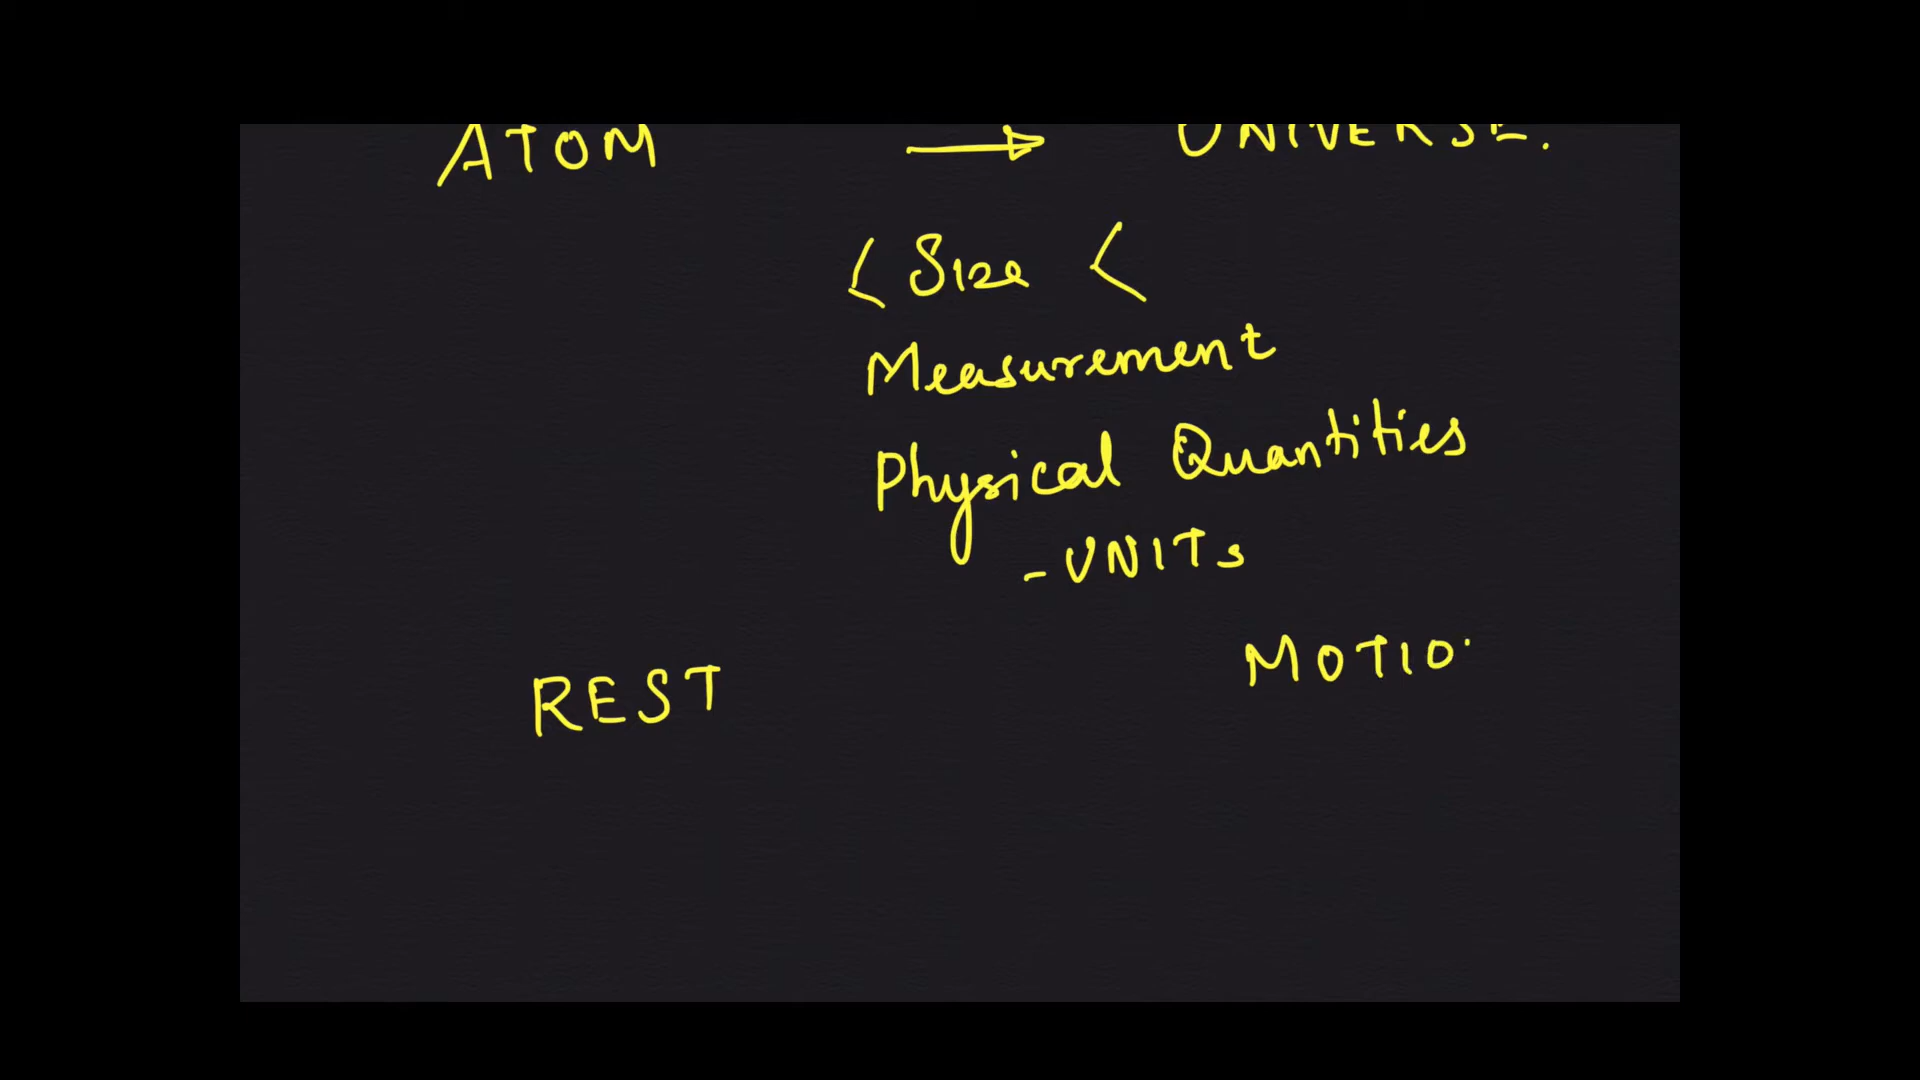 ATOM → UNIVERSE.
< Size <
Measurement
Physical Quantities
- UNITs
REST MOTIO